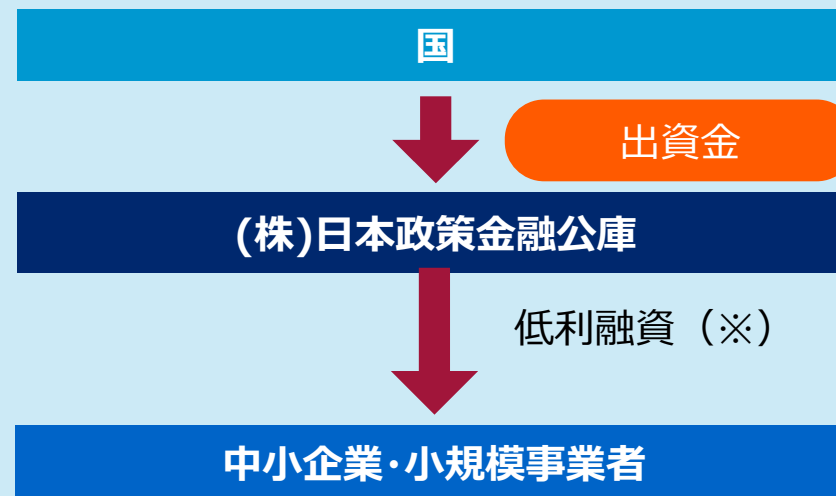 国
出資金
(株)日本政策金融公庫
低利融資（※）
中小企業･小規模事業者